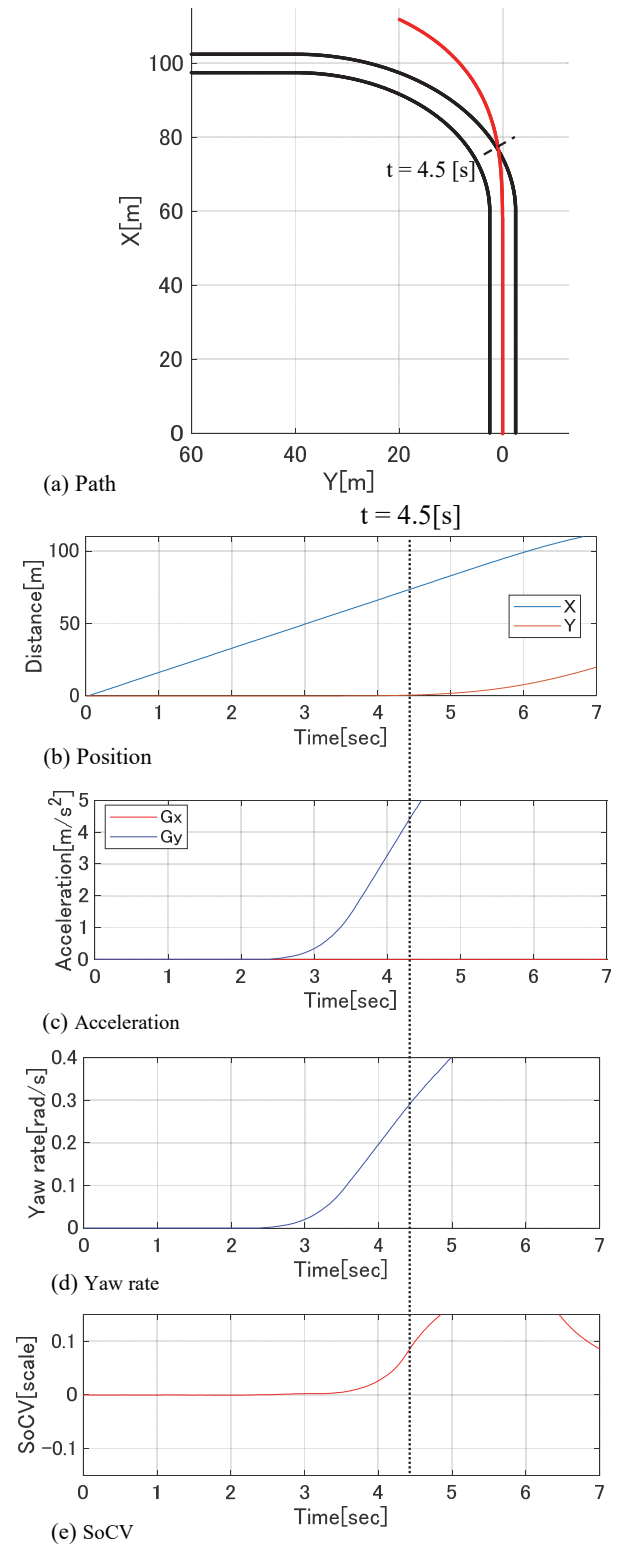 100
80
t = 4.5 [s]
60
X[m]
40
20
0
60 40 20 0
Y[m]
(a) Path
t = 4.5[s]
100
Distance[m]
50
X
Y
0
0 1 2 3 4 5 6 7
Time[sec]
(b) Position
5
Gx
4
Gy
Acceleration[m/s²]
3
2
1
0
0 1 2 3 4 5 6 7
Time[sec]
(c) Acceleration
0.4
0.3
Yaw rate[rad/s]
0.2
0.1
0
0 1 2 3 4 5 6 7
Time[sec]
(d) Yaw rate
0.1
SoCV[scale]
0
−0.1
0 1 2 3 4 5 6 7
Time[sec]
(e) SoCV